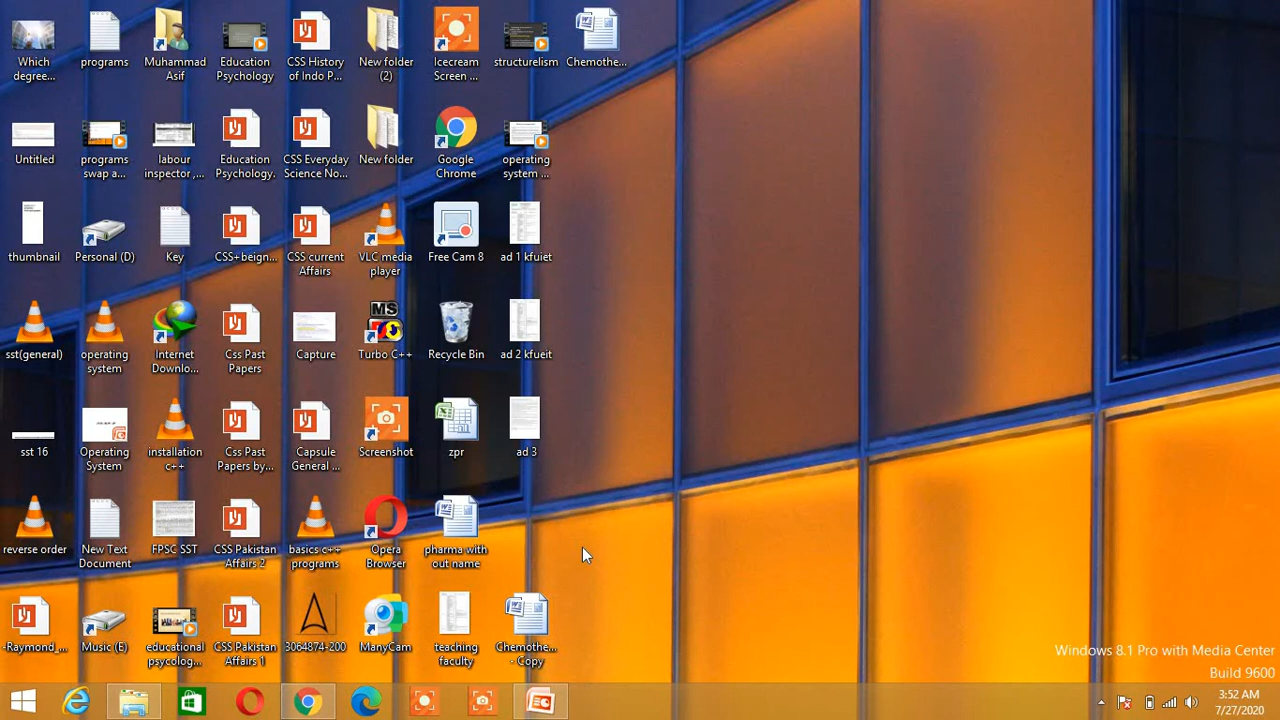 Which
degree...
programs
Muhammad
Asif
Education
Psychology
CSS History
of Indo P...
New folder
(2)
Icecream
Screen ...
structurelism
Chemothe...
Untitled
programs
swap a...
labour
inspector ,...
Education
Psychology.
CSS Everyday
Science No...
New folder
Google
Chrome
operating
system ...
thumbnail
Personal (D)
Key
CSS+beign...
CSS current
Affairs
VLC media
player
Free Cam 8
ad 1 kfuiet
sst(general)
operating
system
Internet
Downlo...
Css Past
Papers
Capture
MS
Turbo C++
Recycle Bin
ad 2 kfueit
sst 16
Operating
System
installation
c++
Css Past
Papers by...
Capsule
General ...
Screenshot
zpr
ad 3
reverse order
New Text
Document
FPSC SST
CSS Pakistan
Affairs 2
basics c++
programs
Opera
Browser
pharma with
out name
-Raymond_...
Music (E)
educational
psycolog...
CSS Pakistan
Affairs 1
3064874-200
ManyCam
teaching
faculty
Chemothe...
- Copy
Windows 8.1 Pro with Media Center
Build 9600
3:52 AM
7/27/2020